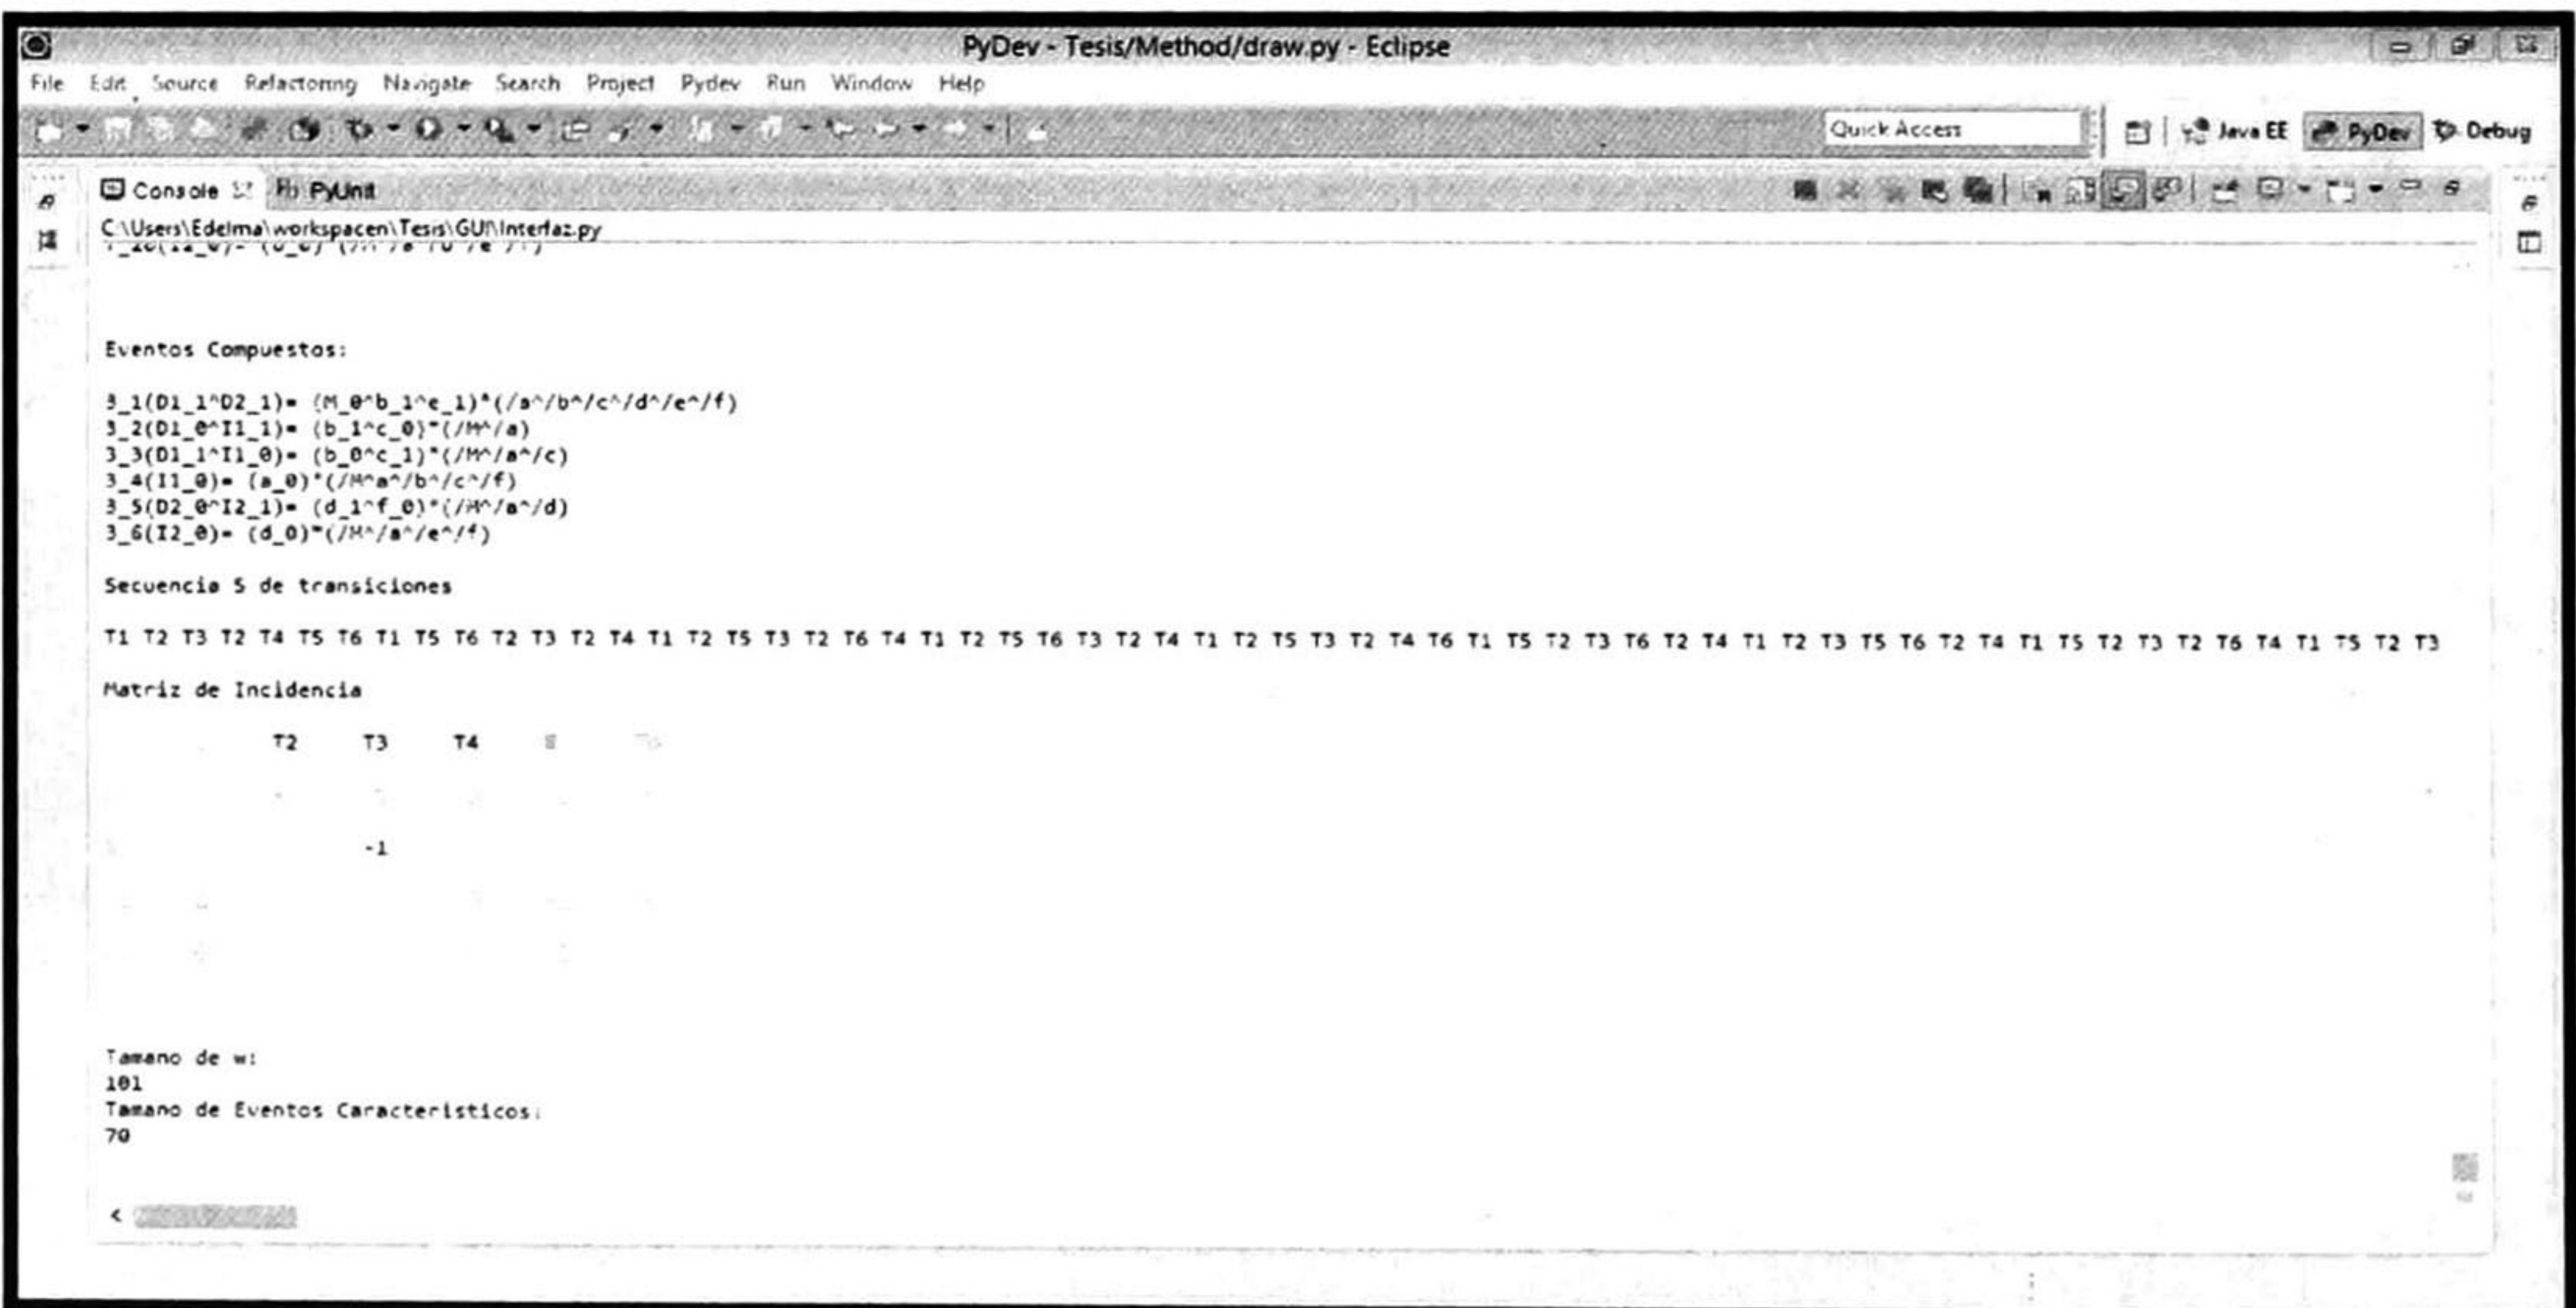 PyDev - Tesis/Method/draw.py - Eclipse
File Edit Source Refactoring Navigate Search Project Pydev Run Window Help
Quick Access Java EE PyDev Debug
Console PyUnit
C:\Users\Edelma\workspacen\Tesis\GUI\Interfaz.py
Eventos Compuestos:
3_1(D1_1^D2_1)= (M_0^b_1^e_1)*(/a^/b^/c^/d^/e^/f)
3_2(D1_0^I1_1)= (b_1^c_0)*(/M^/a)
3_3(D1_1^I1_0)= (b_0^c_1)*(/M^/a^/c)
3_4(I1_0)= (a_0)*(/M^a^/b^/c^/f)
3_5(D2_0^I2_1)= (d_1^f_0)*(/M^/a^/d)
3_6(I2_0)= (d_0)*(/M^/a^/e^/f)
Secuencia S de transiciones
T1 T2 T3 T2 T4 T5 T6 T1 T5 T6 T2 T3 T2 T4 T1 T2 T5 T3 T2 T6 T4 T1 T2 T5 T6 T3 T2 T4 T1 T2 T5 T3 T2 T4 T6 T1 T5 T2 T3 T6 T2 T4 T1 T2 T3 T5 T6 T2 T4 T1 T5 T2 T3 T2 T6 T4 T1 T5 T2 T3
Matriz de Incidencia
T2 T3 T4
-1
Tamano de w:
101
Tamano de Eventos Caracteristicos:
70